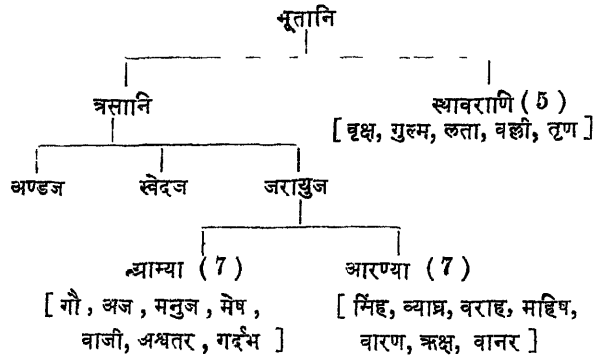 भूतानि
त्रसानि स्थावराणि ( 5 )
[ वृक्ष, गुल्म, लता, वल्ली, तृण ]
अण्डज स्वेदज जरायुज
ग्राम्या ( 7 ) आरण्या ( 7 )
[ गौ , अज , मनुज , मेष , [ सिंह, व्याघ्र, वराह, महिष,
वाजी, अश्वतर , गर्दभ ] वारण, ऋक्ष, वानर ]